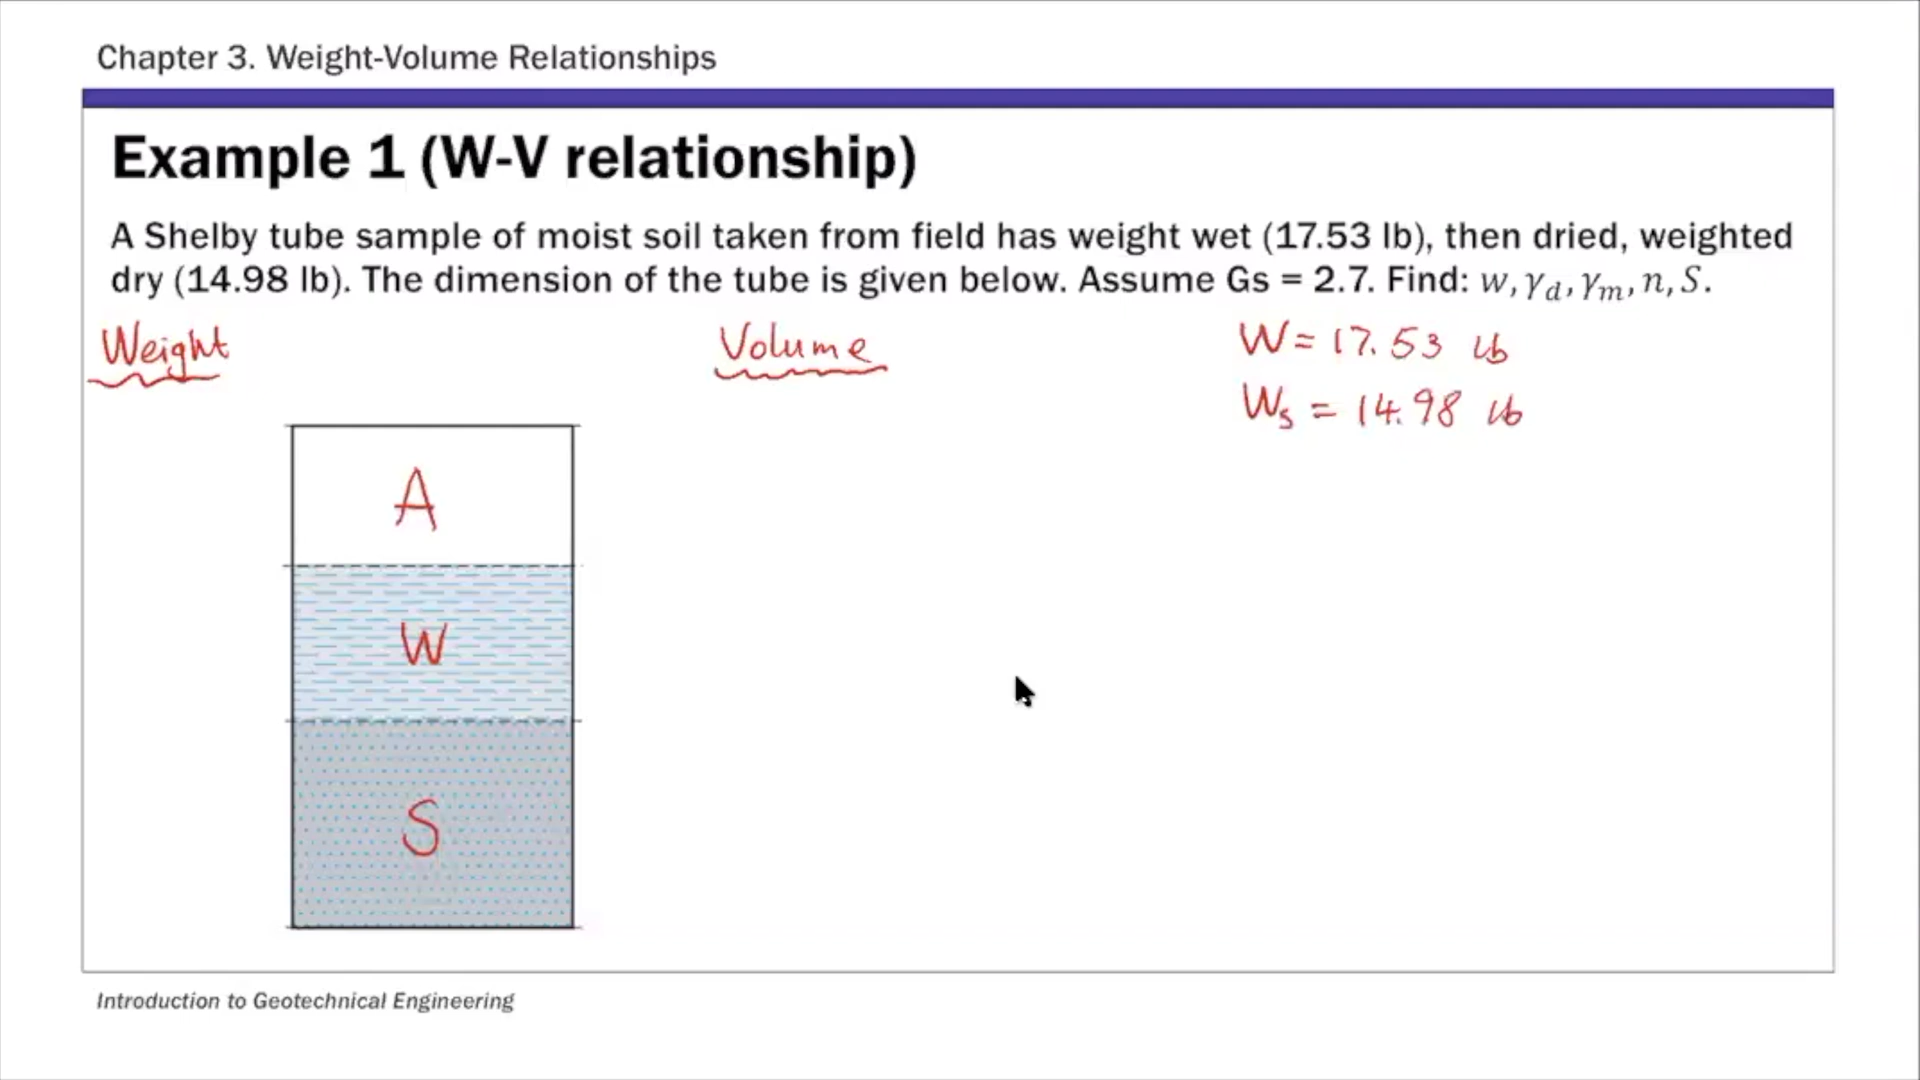 Chapter 3. Weight-Volume Relationships
Example 1 (W-V relationship)
A Shelby tube sample of moist soil taken from field has weight wet (17.53 lb), then dried, weighted
dry (14.98 lb). The dimension of the tube is given below. Assume Gs = 2.7. Find: w, γd, γm, n, S.
Weight
Volume
W = 17.53 lb
Ws = 14.98 lb
A
W
S
Introduction to Geotechnical Engineering